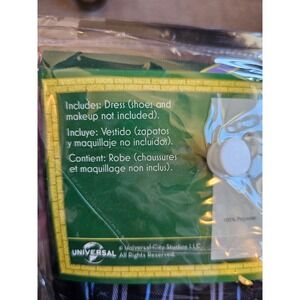 Includes: Dress (shoes and
makeup not included).
Incluye: Vestido (zapatos
y maquillaje no incluidos).
Contient: Robe (chaussures
et maquillage non inclus).
100% Polyester
UNIVERSAL
© Universal City Studios LLC.
All Rights Reserved.